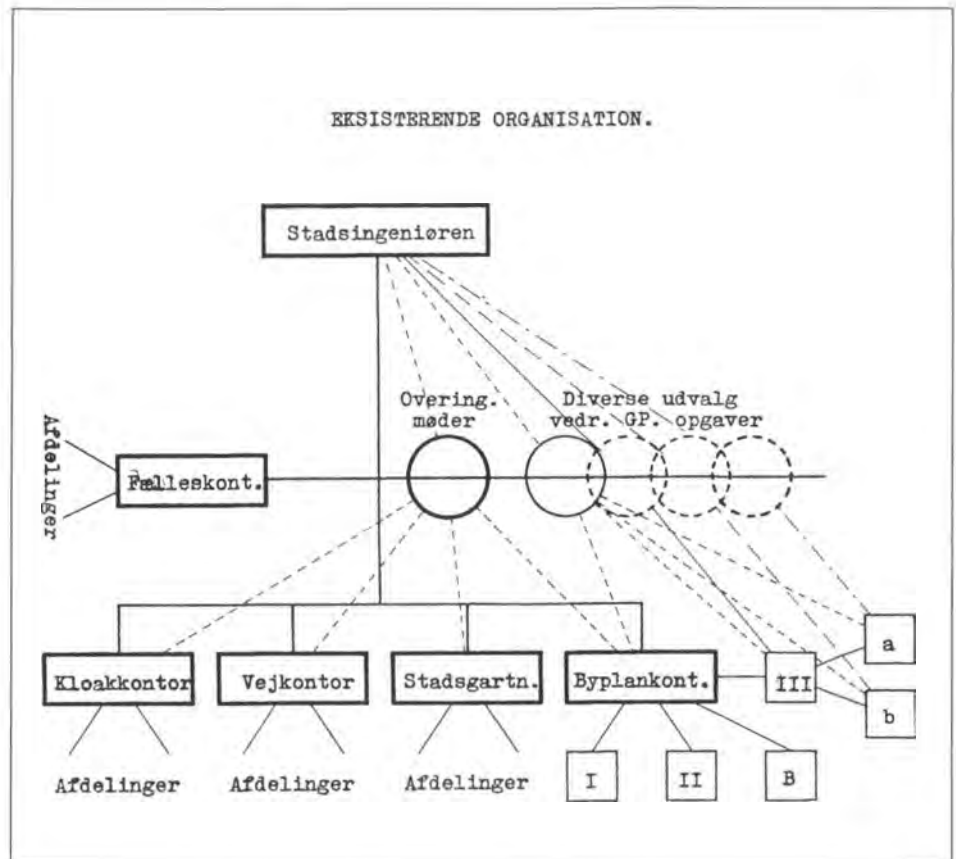 EKSISTERENDE ORGANISATION.
Stadsingeniøren
Overing.
møder
Diverse udvalg
vedr. GP. opgaver
Afdelinger
Fælleskont.
Kloakkontor
Vejkontor
Stadsgartn.
Byplankont.
III
a
b
Afdelinger
Afdelinger
Afdelinger
I
II
B